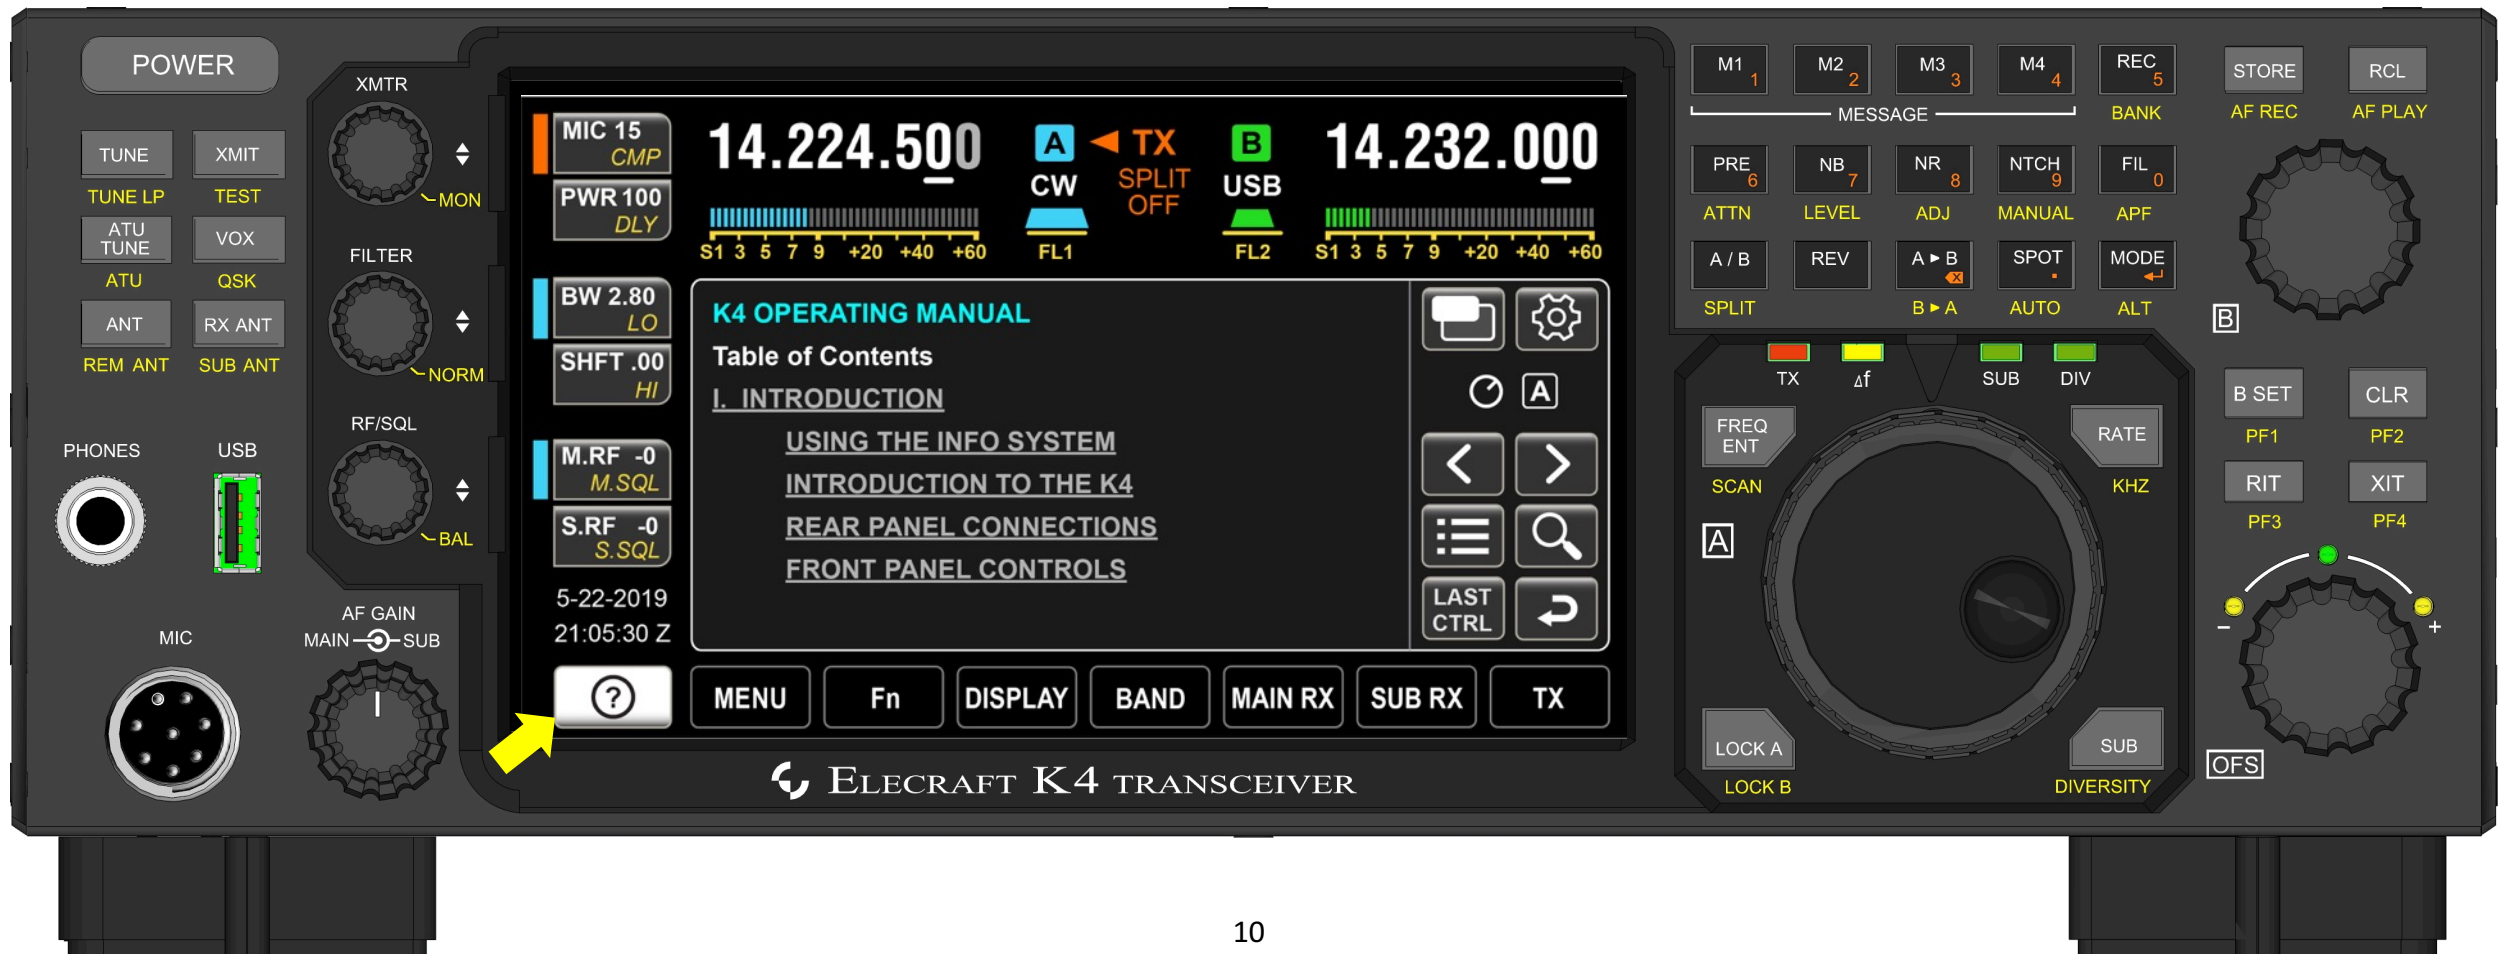 POWER
TUNE
XMIT
TUNE LP
TEST
ATU TUNE
VOX
ATU
QSK
ANT
RX ANT
REM ANT
SUB ANT
PHONES
USB
MIC
XMTR
MON
FILTER
NORM
RF/SQL
BAL
AF GAIN
MAIN
SUB
MIC 15
CMP
PWR 100
DLY
BW 2.80
LO
SHFT .00
HI
M.RF -0
M.SQL
S.RF -0
S.SQL
5-22-2019
21:05:30 Z
14.224.500
A
TX
B
14.232.000
CW
SPLIT
OFF
USB
S1 3 5 7 9 +20 +40 +60
FL1
FL2
S1 3 5 7 9 +20 +40 +60
K4 OPERATING MANUAL
Table of Contents
I. INTRODUCTION
USING THE INFO SYSTEM
INTRODUCTION TO THE K4
REAR PANEL CONNECTIONS
FRONT PANEL CONTROLS
A
<
>
LAST
CTRL
?
MENU
Fn
DISPLAY
BAND
MAIN RX
SUB RX
TX
ELECRAFT K4 TRANSCEIVER
M1 1
M2 2
M3 3
M4 4
REC 5
MESSAGE
BANK
PRE 6
NB 7
NR 8
NTCH 9
FIL 0
ATTN
LEVEL
ADJ
MANUAL
APF
A / B
REV
A ▸ B
SPOT .
MODE
SPLIT
B ▸ A
AUTO
ALT
STORE
RCL
AF REC
AF PLAY
B
TX
Δf
SUB
DIV
FREQ
ENT
RATE
SCAN
KHZ
A
LOCK A
SUB
LOCK B
DIVERSITY
B SET
CLR
PF1
PF2
RIT
XIT
PF3
PF4
−
+
OFS
10